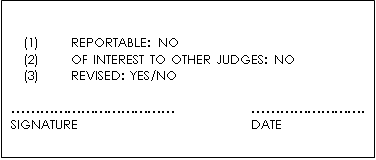 (1) REPORTABLE: NO
(2) OF INTEREST TO OTHER JUDGES: NO
(3) REVISED: YES/NO
.................................. ........................
SIGNATURE DATE